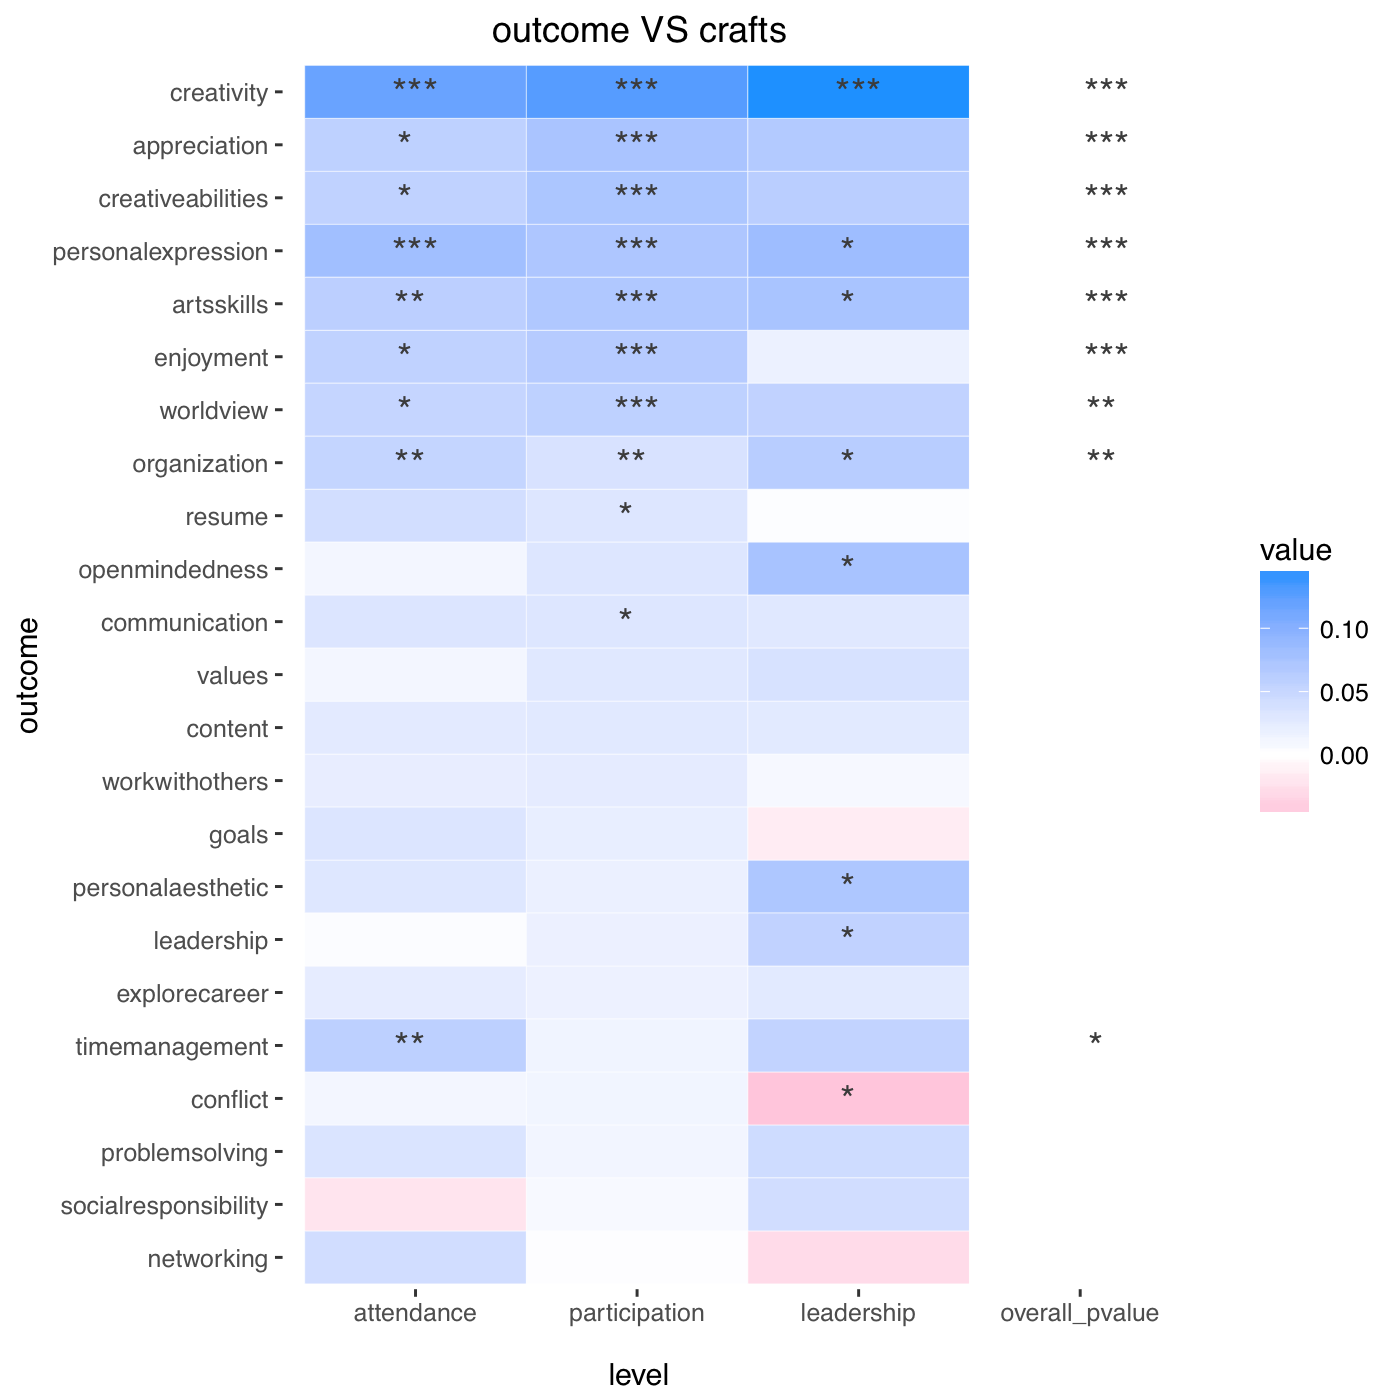 outcome VS crafts
creativity *** *** *** ***
appreciation * *** ***
creativeabilities * *** ***
personalexpression *** *** * ***
artsskills ** *** * ***
enjoyment * *** ***
worldview * *** **
organization ** ** * **
resume *
openmindedness *
communication *
values
content
workwithothers
goals
personalaesthetic *
leadership *
explorecareer
timemanagement ** *
conflict *
problemsolving
socialresponsibility
networking
outcome
attendance participation leadership overall_pvalue
level
value
0.10
0.05
0.00